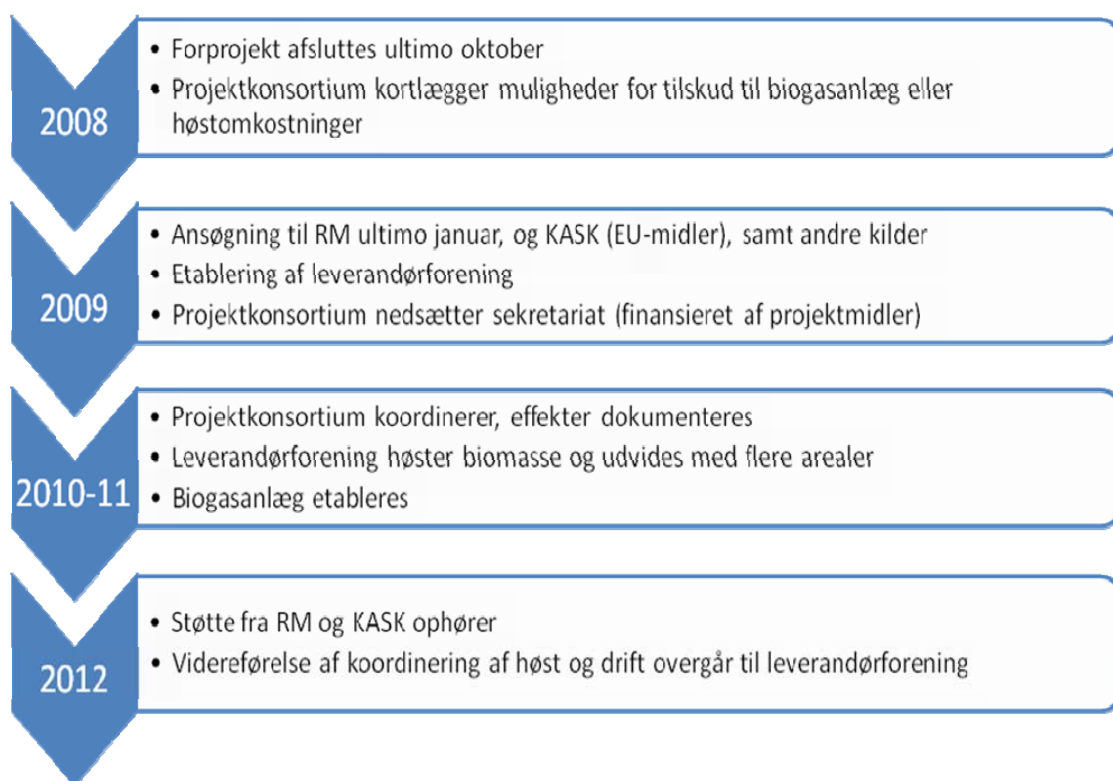 2008
• Forprojekt afsluttes ultimo oktober
• Projektkonsortium kortlægger muligheder for tilskud til biogasanlæg eller
høstomkostninger
2009
• Ansøgning til RM ultimo januar, og KASK (EU-midler), samt andre kilder
• Etablering af leverandørforening
• Projektkonsortium nedsætter sekretariat (finansieret af projektmidler)
2010-11
• Projektkonsortium koordinerer, effekter dokumenteres
• Leverandørforening høster biomasse og udvides med flere arealer
• Biogasanlæg etableres
2012
• Støtte fra RM og KASK ophører
• Videreførelse af koordinering af høst og drift overgår til leverandørforening